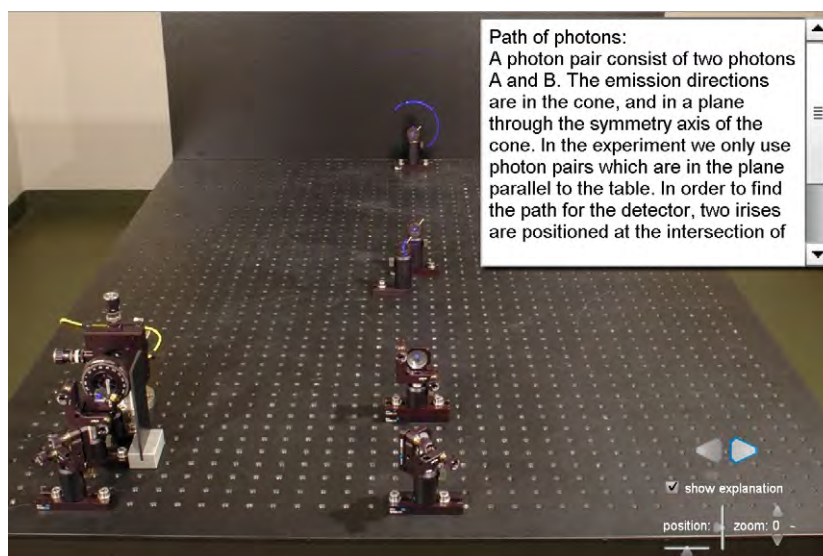 Path of photons:
A photon pair consist of two photons
A and B. The emission directions
are in the cone, and in a plane
through the symmetry axis of the
cone. In the experiment we only use
photon pairs which are in the plane
parallel to the table. In order to find
the path for the detector, two irises
are positioned at the intersection of
show explanation
position: zoom: 0 -